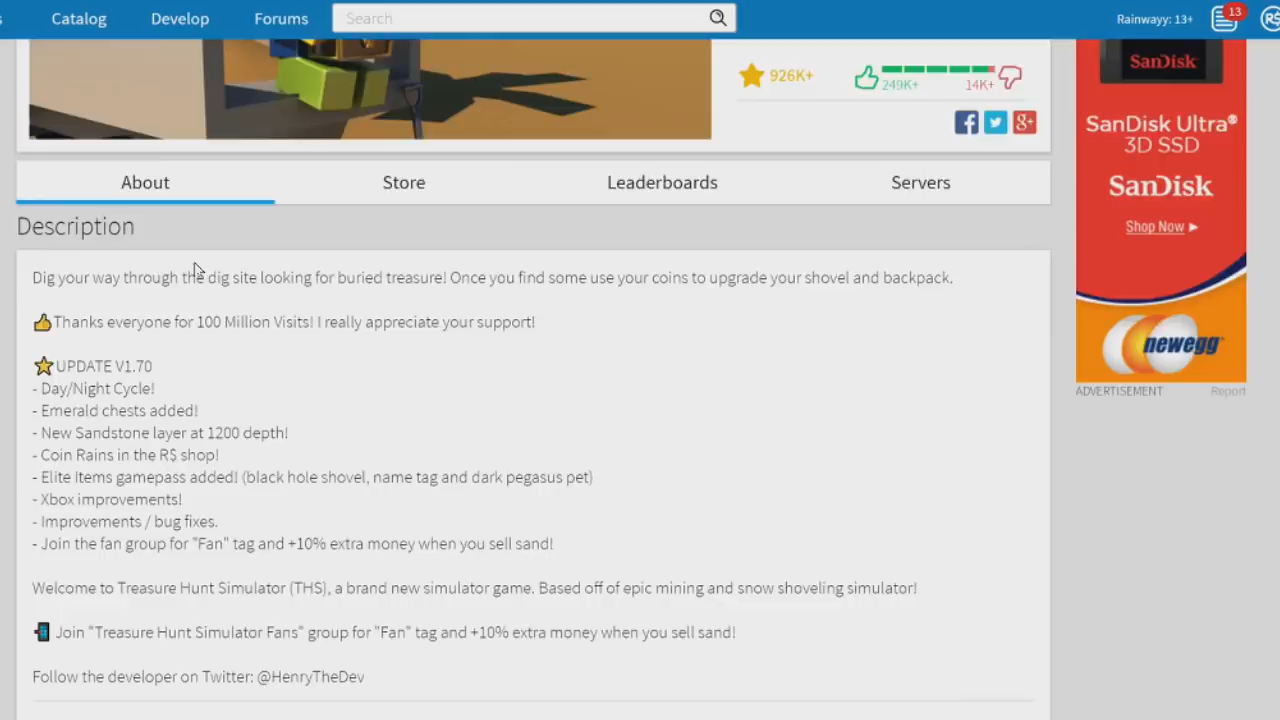 Catalog Develop Forums Search Rainwayy: 13+ 13 R$
926K+ 249K+ 14K+
SanDisk
SanDisk Ultra®
3D SSD
SanDisk
Shop Now ▶
newegg
ADVERTISEMENT Report
About Store Leaderboards Servers
Description
Dig your way through the dig site looking for buried treasure! Once you find some use your coins to upgrade your shovel and backpack.
👍Thanks everyone for 100 Million Visits! I really appreciate your support!
⭐UPDATE V1.70
- Day/Night Cycle!
- Emerald chests added!
- New Sandstone layer at 1200 depth!
- Coin Rains in the R$ shop!
- Elite Items gamepass added! (black hole shovel, name tag and dark pegasus pet)
- Xbox improvements!
- Improvements / bug fixes.
- Join the fan group for "Fan" tag and +10% extra money when you sell sand!
Welcome to Treasure Hunt Simulator (THS), a brand new simulator game. Based off of epic mining and snow shoveling simulator!
📲 Join "Treasure Hunt Simulator Fans" group for "Fan" tag and +10% extra money when you sell sand!
Follow the developer on Twitter: @HenryTheDev